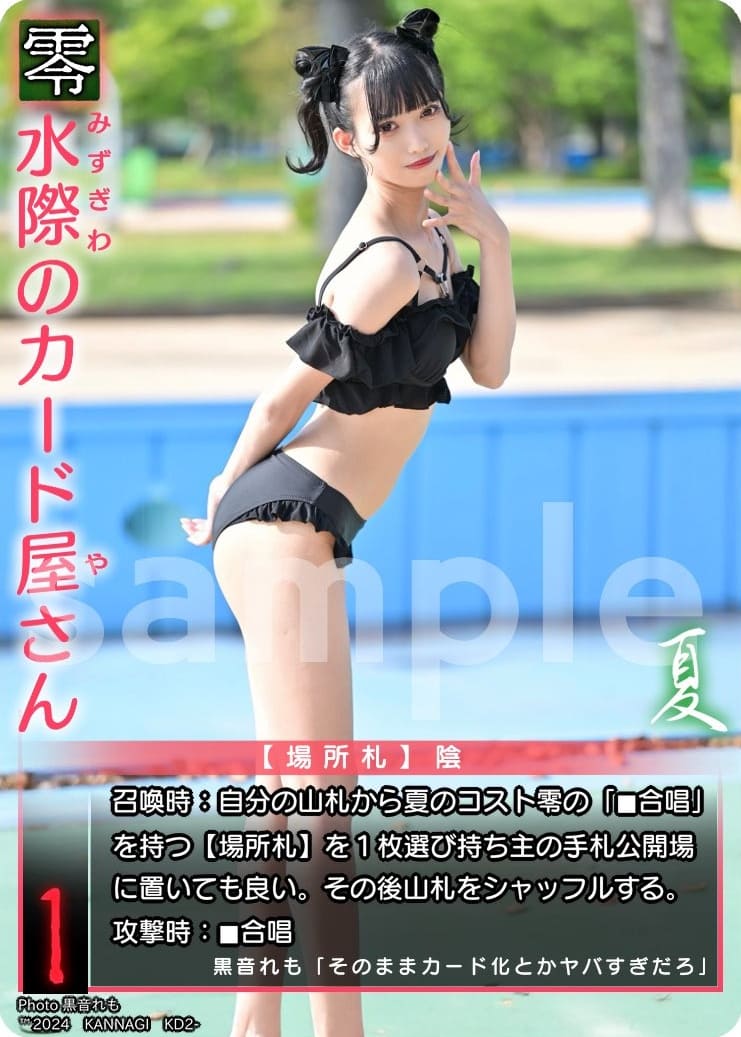 零
水際のカード屋さん
みずぎわ
や
sample
夏
【場所札】陰
召喚時：自分の山札から夏のコスト零の「■合唱」
を持つ【場所札】を１枚選び持ち主の手札公開場
に置いても良い。その後山札をシャッフルする。
攻撃時：■合唱
黒音れも「そのままカード化とかヤバすぎだろ」
1
Photo 黒音れも
™2024 KANNAGI KD2-